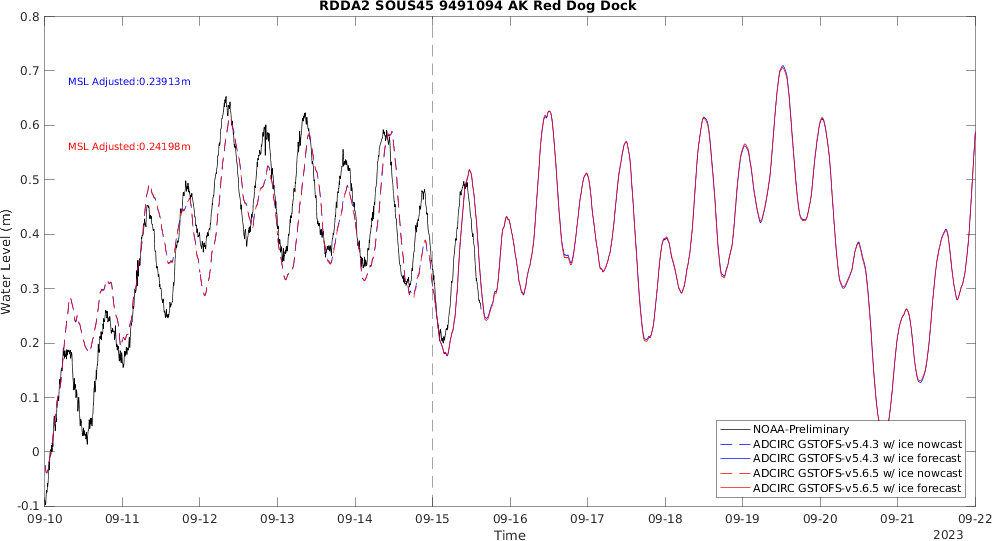 RDDA2 SOUS45 9491094 AK Red Dog Dock
0.8
0.7
0.6
0.5
0.4
0.3
0.2
0.1
0
-0.1
Water Level (m)
MSL Adjusted:0.23913m
MSL Adjusted:0.24198m
NOAA-Preliminary
ADCIRC GSTOFS-v5.4.3 w/ ice nowcast
ADCIRC GSTOFS-v5.4.3 w/ ice forecast
ADCIRC GSTOFS-v5.6.5 w/ ice nowcast
ADCIRC GSTOFS-v5.6.5 w/ ice forecast
09-10 09-11 09-12 09-13 09-14 09-15 09-16 09-17 09-18 09-19 09-20 09-21 09-22
Time
2023